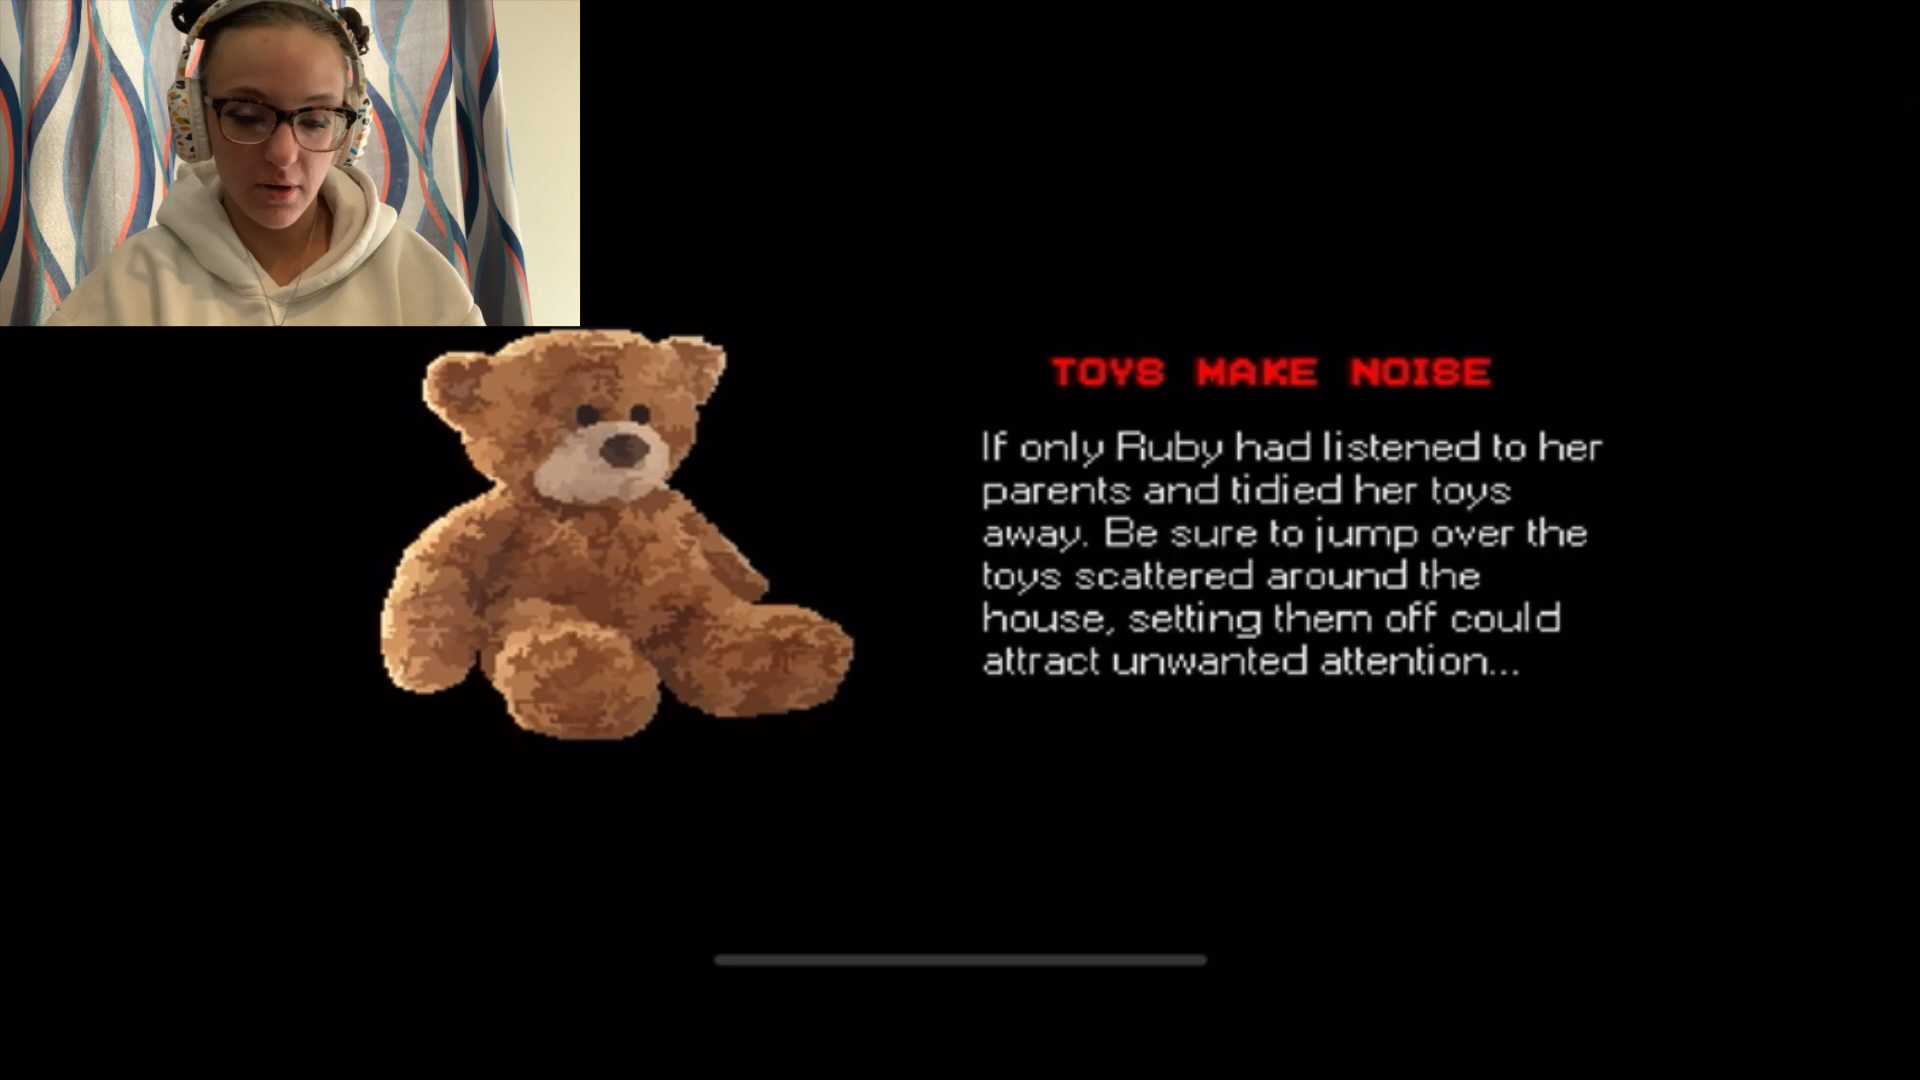 TOYS MAKE NOISE
If only Ruby had listened to her
parents and tidied her toys
away. Be sure to jump over the
toys scattered around the
house, setting them off could
attract unwanted attention...